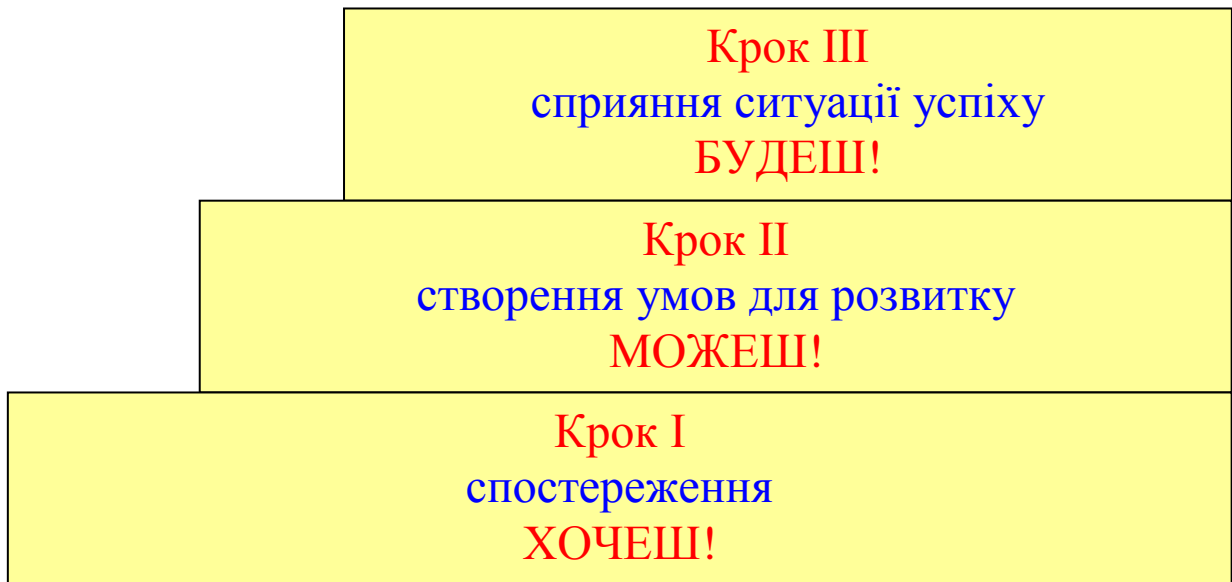 Крок ІІІ
сприяння ситуації успіху
БУДЕШ!
Крок ІІ
створення умов для розвитку
МОЖЕШ!
Крок І
спостереження
ХОЧЕШ!